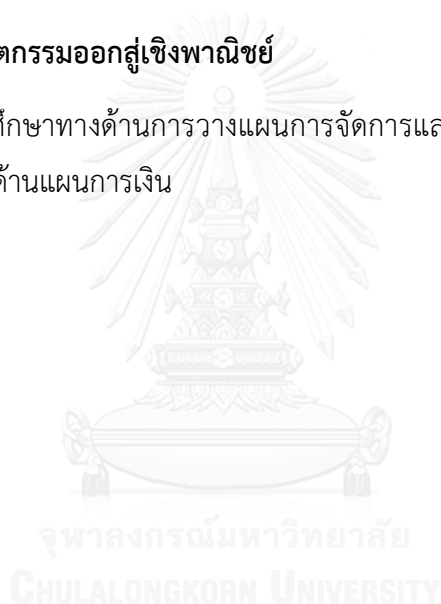 ตกรรมออกสู่เชิงพาณิชย์
ศึกษาทางด้านการวางแผนการจัดการแล
ด้านแผนการเงิน
จุฬาลงกรณ์มหาวิทยาลัย
CHULALONGKORN UNIVERSITY